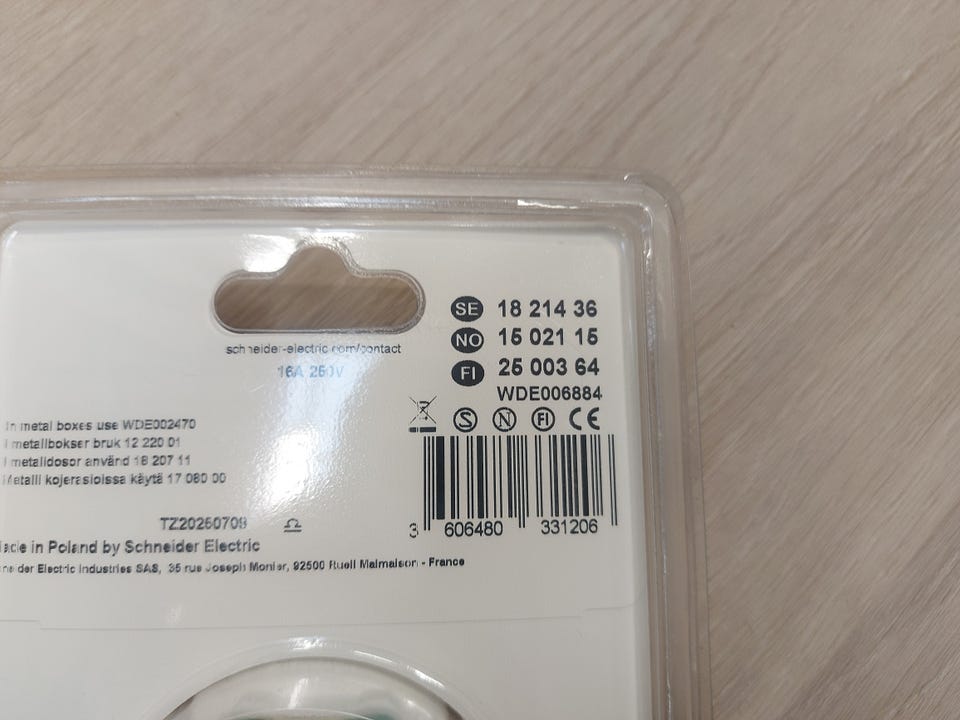 SE 18 214 36
NO 15 021 15
FI 25 003 64
WDE006884
schneider-electric.com/contact
16A 250V
S N FI CE
In metal boxes use WDE002470
I metallbokser bruk 12 220 01
I metalldosor använd 18 207 11
Metalli kojerasioissa käytä 17 080 00
3 606480 331206
TZ20250709
Made in Poland by Schneider Electric
Electric Industries SAS, 35 rue Joseph Monier, 92500 Rueil Malmaison - France